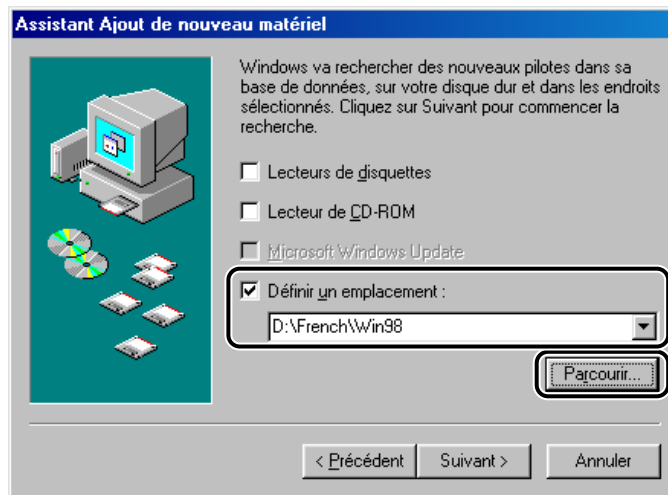 Assistant Ajout de nouveau matériel
Windows va rechercher des nouveaux pilotes dans sa
base de données, sur votre disque dur et dans les endroits
sélectionnés. Cliquez sur Suivant pour commencer la
recherche.
Lecteurs de disquettes
Lecteur de CD-ROM
Microsoft Windows Update
Définir un emplacement :
D:\French\Win98
Parcourir...
< Précédent
Suivant >
Annuler